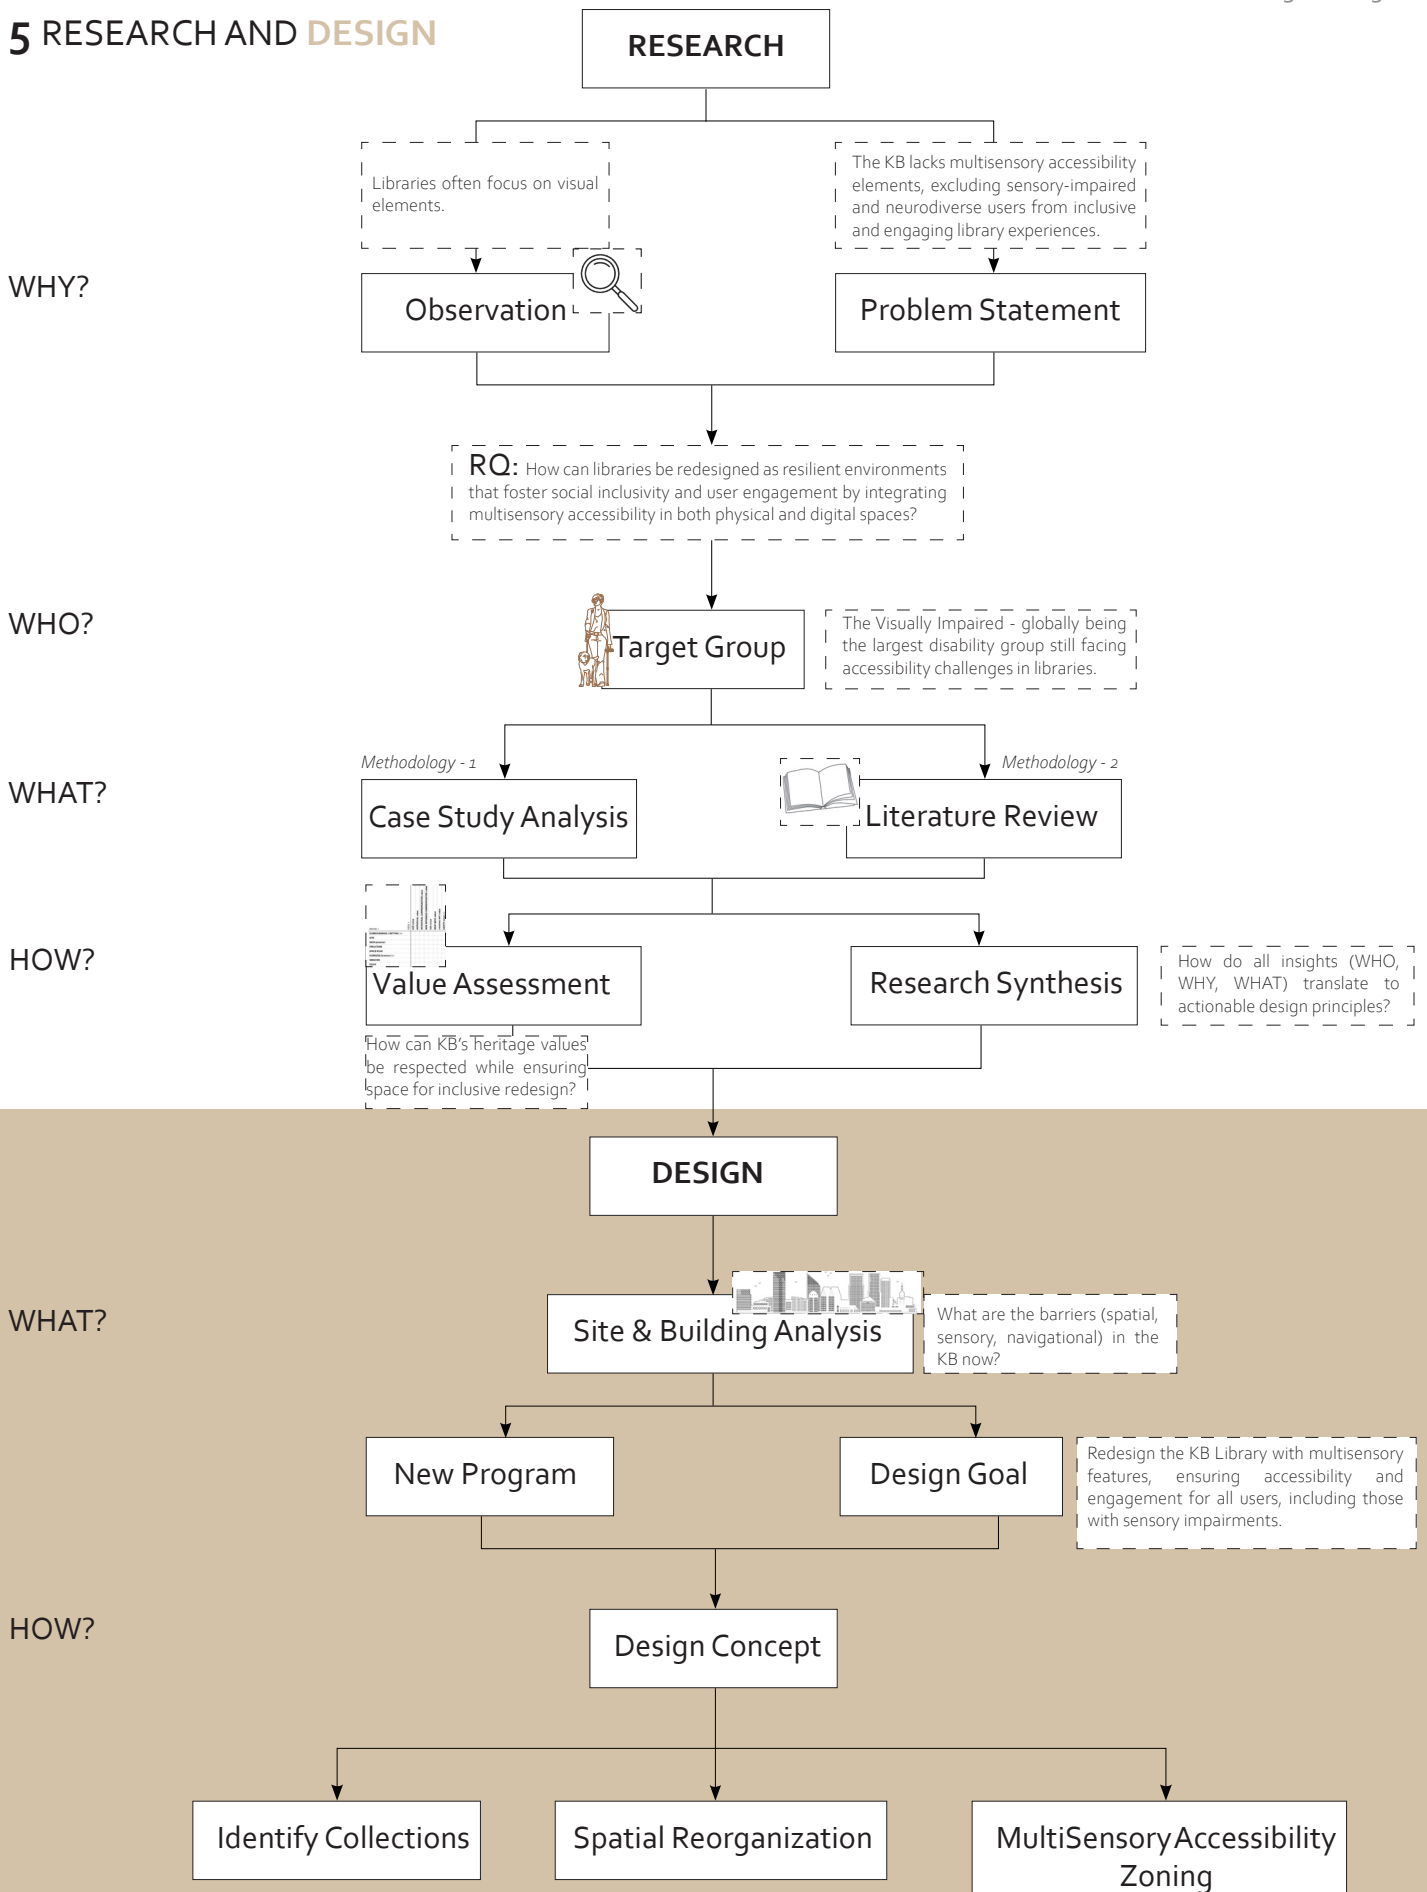 5 RESEARCH AND DESIGN
RESEARCH
Libraries often focus on visual
elements.
The KB lacks multisensory accessibility
elements, excluding sensory-impaired
and neurodiverse users from inclusive
and engaging library experiences.
WHY?
Observation
Problem Statement
RQ: How can libraries be redesigned as resilient environments
that foster social inclusivity and user engagement by integrating
multisensory accessibility in both physical and digital spaces?
WHO?
Target Group
The Visually Impaired - globally being
the largest disability group still facing
accessibility challenges in libraries.
Methodology - 1
Methodology - 2
WHAT?
Case Study Analysis
Literature Review
HOW?
Value Assessment
Research Synthesis
How do all insights (WHO,
WHY, WHAT) translate to
actionable design principles?
How can KB's heritage values
be respected while ensuring
space for inclusive redesign?
DESIGN
WHAT?
Site & Building Analysis
What are the barriers (spatial,
sensory, navigational) in the
KB now?
New Program
Design Goal
Redesign the KB Library with multisensory
features, ensuring accessibility and
engagement for all users, including those
with sensory impairments.
HOW?
Design Concept
Identify Collections
Spatial Reorganization
MultiSensory Accessibility
Zoning